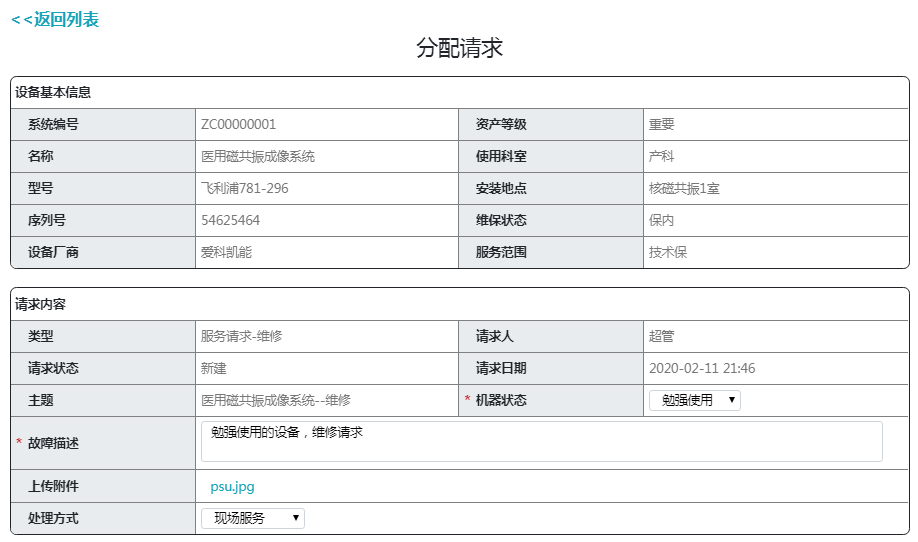 <<返回列表
分配请求
设备基本信息
系统编号 ZC00000001 资产等级 重要
名称 医用磁共振成像系统 使用科室 产科
型号 飞利浦781-296 安装地点 核磁共振1室
序列号 54625464 维保状态 保内
设备厂商 爱科凯能 服务范围 技术保
请求内容
类型 服务请求-维修 请求人 超管
请求状态 新建 请求日期 2020-02-11 21:46
主题 医用磁共振成像系统--维修 * 机器状态 勉强使用
* 故障描述 勉强使用的设备，维修请求
上传附件 psu.jpg
处理方式 现场服务